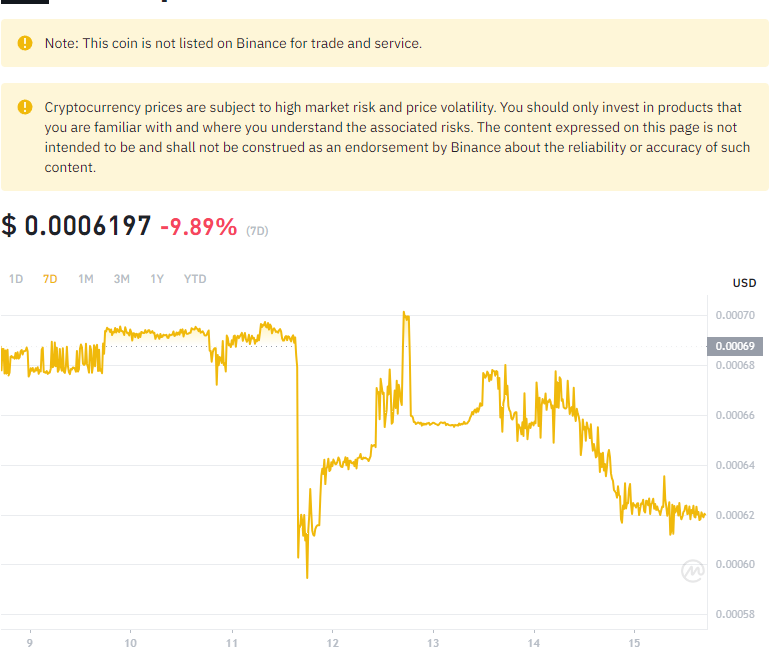 Note: This coin is not listed on Binance for trade and service.
Cryptocurrency prices are subject to high market risk and price volatility. You should only invest in products that
you are familiar with and where you understand the associated risks. The content expressed on this page is not
intended to be and shall not be construed as an endorsement by Binance about the reliability or accuracy of such
content.
$ 0.0006197 -9.89% (7D)
1D 7D 1M 3M 1Y YTD
USD
0.00070
0.00069
0.00068
0.00066
0.00064
0.00062
0.00060
0.00058
9 10 11 12 13 14 15